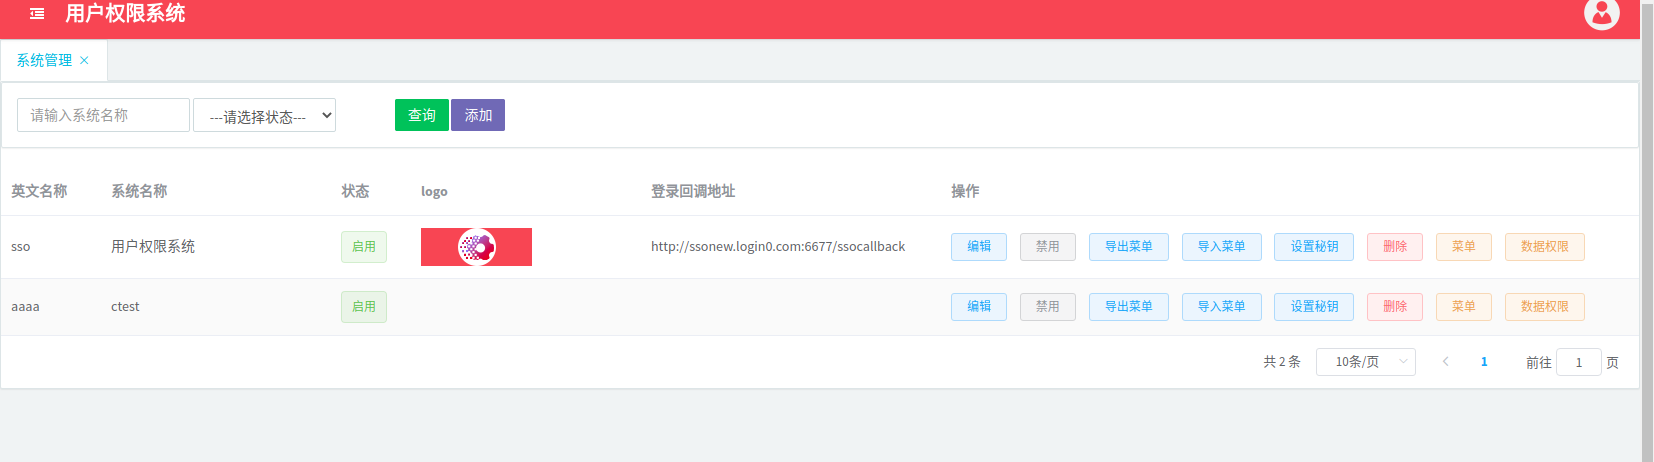 用户权限系统
系统管理 ×
请输入系统名称 ---请选择状态--- 查询 添加
英文名称 系统名称 状态 logo 登录回调地址 操作
sso 用户权限系统 启用 http://ssonew.login0.com:6677/ssocallback 编辑 禁用 导出菜单 导入菜单 设置秘钥 删除 菜单 数据权限
aaaa ctest 启用 编辑 禁用 导出菜单 导入菜单 设置秘钥 删除 菜单 数据权限
共 2 条 10条/页 1 前往 1 页